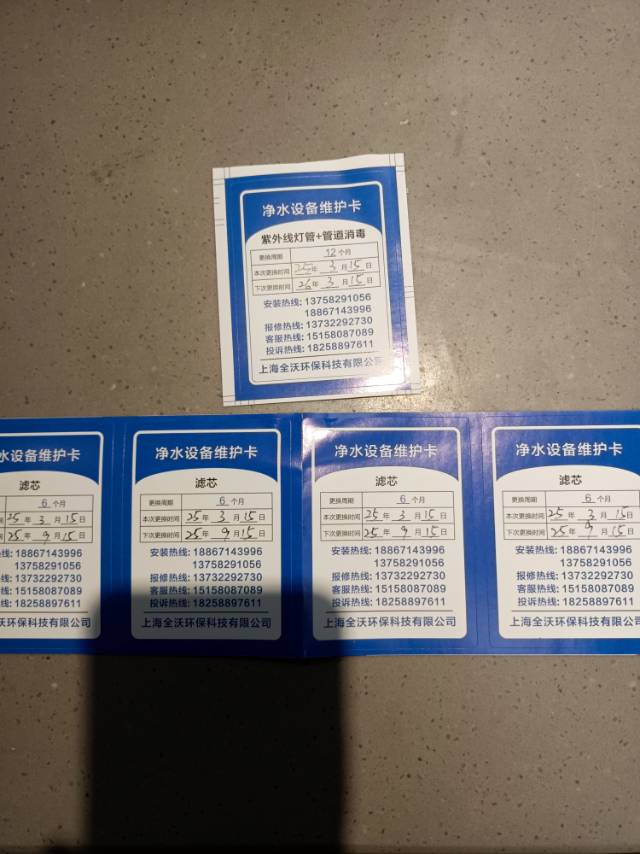 净水设备维护卡
紫外线灯管+管道消毒
更换周期 12个月
本次更换时间 25年 3月15日
下次更换时间 26年 3月15日
安装热线: 13758291056
18867143996
报修热线: 13732292730
客服热线: 15158087089
投诉热线: 18258897611
上海全沃环保科技有限公司
水设备维护卡
滤芯
6个月
25年 3月15日
25年 9月15日
热线: 18867143996
13758291056
热线: 13732292730
热线: 15158087089
热线: 18258897611
全沃环保科技有限公司
净水设备维护卡
滤芯
更换周期 6个月
本次更换时间 25年 3月15日
下次更换时间 25年 9月15日
安装热线: 18867143996
13758291056
报修热线: 13732292730
客服热线: 15158087089
投诉热线: 18258897611
上海全沃环保科技有限公司
净水设备维护卡
滤芯
更换周期 6个月
本次更换时间 25年 3月15日
下次更换时间 25年 9月15日
安装热线: 18867143996
13758291056
报修热线: 13732292730
客服热线: 15158087089
投诉热线: 18258897611
上海全沃环保科技有限公司
净水设备维护卡
滤芯
更换周期 6个月
本次更换时间 25年 3月15日
下次更换时间 25年 9月15日
安装热线: 18867143996
13758291056
报修热线: 13732292730
客服热线: 15158087089
投诉热线: 18258897611
上海全沃环保科技有限公司